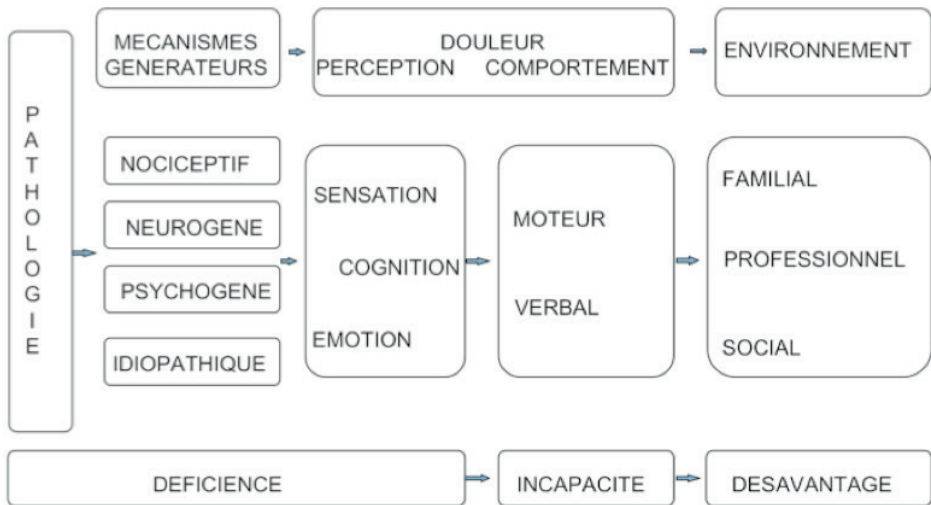 PATHOLOGIE
MECANISMES
GENERATEURS
DOULEUR
PERCEPTION COMPORTEMENT
ENVIRONNEMENT
NOCICEPTIF
NEUROGENE
PSYCHOGENE
IDIOPATHIQUE
SENSATION
COGNITION
EMOTION
MOTEUR
VERBAL
FAMILIAL
PROFESSIONNEL
SOCIAL
DEFICIENCE
INCAPACITE
DESAVANTAGE